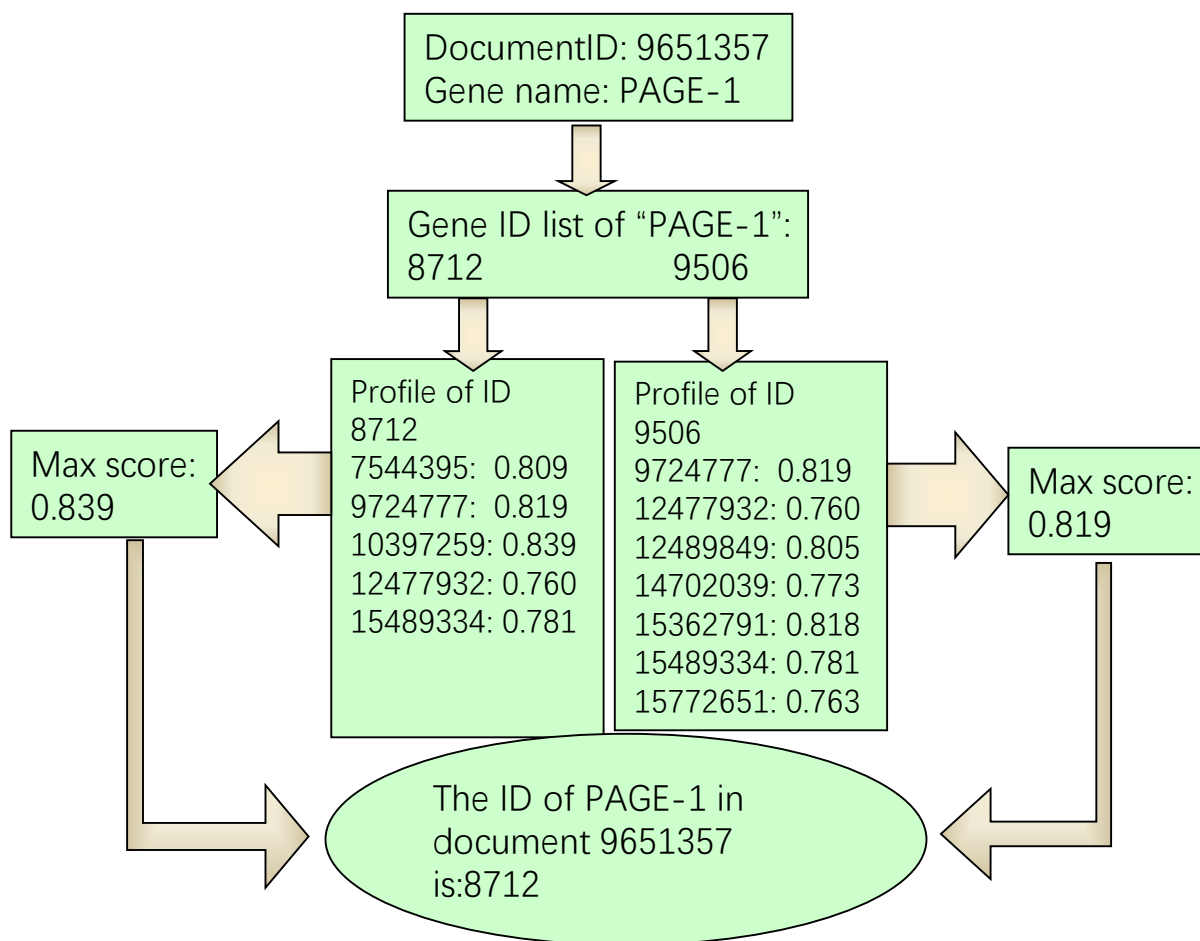 DocumentID: 9651357
Gene name: PAGE-1
Gene ID list of “PAGE-1”:
8712 9506
Profile of ID
8712
7544395: 0.809
9724777: 0.819
10397259: 0.839
12477932: 0.760
15489334: 0.781
Profile of ID
9506
9724777: 0.819
12477932: 0.760
12489849: 0.805
14702039: 0.773
15362791: 0.818
15489334: 0.781
15772651: 0.763
Max score:
0.839
Max score:
0.819
The ID of PAGE-1 in
document 9651357
is:8712